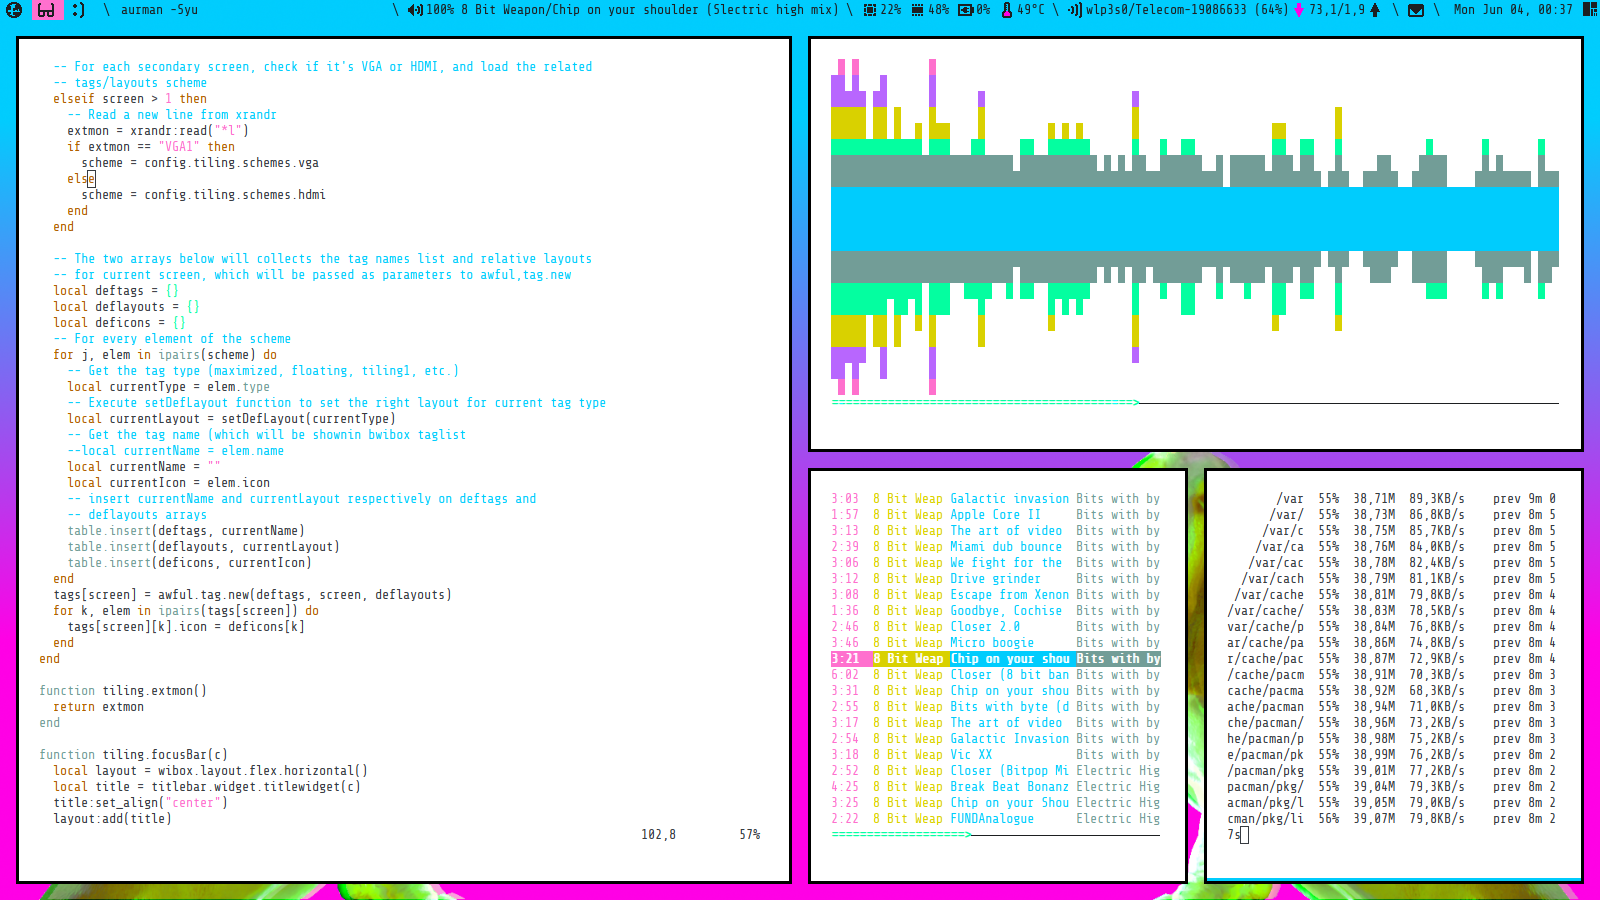 :) \ aurman -Syu \ 100% 8 Bit Weapon/Chip on your shoulder (Slectric high mix) \ 22% 48% 0% 49°C \ wlp3s0/Telecom-19086633 (64%) 73,1/1,9 \ \ Mon Jun 04, 00:37
-- For each secondary screen, check if it's VGA or HDMI, and load the related
-- tags/layouts scheme
elseif screen > 1 then
-- Read a new line from xrandr
extmon = xrandr:read("*l")
if extmon == "VGA1" then
scheme = config.tiling.schemes.vga
else
scheme = config.tiling.schemes.hdmi
end
end
-- The two arrays below will collects the tag names list and relative layouts
-- for current screen, which will be passed as parameters to awful,tag.new
local deftags = {}
local deflayouts = {}
local deficons = {}
-- For every element of the scheme
for j, elem in ipairs(scheme) do
-- Get the tag type (maximized, floating, tiling1, etc.)
local currentType = elem.type
-- Execute setDefLayout function to set the right layout for current tag type
local currentLayout = setDefLayout(currentType)
-- Get the tag name (which will be shownin bwibox taglist
--local currentName = elem.name
local currentName = ""
local currentIcon = elem.icon
-- insert currentName and currentLayout respectively on deftags and
-- deflayouts arrays
table.insert(deftags, currentName)
table.insert(deflayouts, currentLayout)
table.insert(deficons, currentIcon)
end
tags[screen] = awful.tag.new(deftags, screen, deflayouts)
for k, elem in ipairs(tags[screen]) do
tags[screen][k].icon = deficons[k]
end
end
function tiling.extmon()
return extmon
end
function tiling.focusBar(c)
local layout = wibox.layout.flex.horizontal()
local title = titlebar.widget.titlewidget(c)
title:set_align("center")
layout:add(title)
102,8 57%
============================================>
3:03 8 Bit Weap Galactic invasion Bits with by
1:57 8 Bit Weap Apple Core II Bits with by
3:13 8 Bit Weap The art of video Bits with by
2:39 8 Bit Weap Miami dub bounce Bits with by
3:06 8 Bit Weap We fight for the Bits with by
3:12 8 Bit Weap Drive grinder Bits with by
3:08 8 Bit Weap Escape from Xenon Bits with by
1:36 8 Bit Weap Goodbye, Cochise Bits with by
2:46 8 Bit Weap Closer 2.0 Bits with by
3:46 8 Bit Weap Micro boogie Bits with by
3:21 8 Bit Weap Chip on your shou Bits with by
6:02 8 Bit Weap Closer (8 bit ban Bits with by
3:31 8 Bit Weap Chip on your shou Bits with by
2:55 8 Bit Weap Bits with byte (d Bits with by
3:17 8 Bit Weap The art of video Bits with by
2:54 8 Bit Weap Galactic Invasion Bits with by
3:18 8 Bit Weap Vic XX Bits with by
2:52 8 Bit Weap Closer (Bitpop Mi Electric Hig
4:25 8 Bit Weap Break Beat Bonanz Electric Hig
3:25 8 Bit Weap Chip on your Shou Electric Hig
2:22 8 Bit Weap FUNDAnalogue Electric Hig
====================>
/var 55% 38,71M 89,3KB/s prev 9m 0
/var/ 55% 38,73M 86,8KB/s prev 8m 5
/var/c 55% 38,75M 85,7KB/s prev 8m 5
/var/ca 55% 38,76M 84,0KB/s prev 8m 5
/var/cac 55% 38,78M 82,4KB/s prev 8m 5
/var/cach 55% 38,79M 81,1KB/s prev 8m 5
/var/cache 55% 38,81M 79,8KB/s prev 8m 4
/var/cache/ 55% 38,83M 78,5KB/s prev 8m 4
var/cache/p 55% 38,84M 76,8KB/s prev 8m 4
ar/cache/pa 55% 38,86M 74,8KB/s prev 8m 4
r/cache/pac 55% 38,87M 72,9KB/s prev 8m 4
/cache/pacm 55% 38,91M 70,3KB/s prev 8m 3
cache/pacma 55% 38,92M 68,3KB/s prev 8m 3
ache/pacman 55% 38,94M 71,0KB/s prev 8m 3
che/pacman/ 55% 38,96M 73,2KB/s prev 8m 3
he/pacman/p 55% 38,98M 75,2KB/s prev 8m 3
e/pacman/pk 55% 38,99M 76,2KB/s prev 8m 2
/pacman/pkg 55% 39,01M 77,2KB/s prev 8m 2
pacman/pkg/ 55% 39,04M 79,3KB/s prev 8m 2
acman/pkg/l 55% 39,05M 79,0KB/s prev 8m 2
cman/pkg/li 56% 39,07M 79,8KB/s prev 8m 2
7s